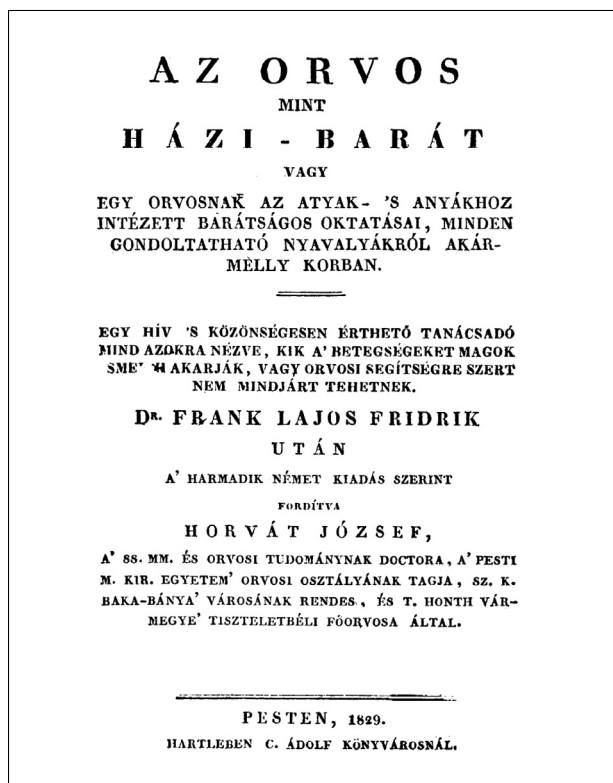 AZ ORVOS
MINT
HÁZI-BARÁT
VAGY
EGY ORVOSNAK AZ ATYAK- 'S ANYÁKHOZ
INTÉZETT BARÁTSÁGOS OKTATÁSAI, MINDEN
GONDOLTATHATÓ NYAVALYÁKRÓL AKÁR-
MELLY KORBAN.
EGY HÍV 'S KÖZÖNSÉGESEN ÉRTHETŐ TANÁCSADÓ
MIND AZOKRA NÉZVE, KIK A' BETEGSÉGEKET MAGOK
AKARJÁK, VAGY ORVOSI SEGÍTSÉGRE SZERT
NEM MINDJÁRT TEHETNEK.
DR. FRANK LAJOS FRIDRIK
UTÁN
A' HARMADIK NÉMET KIADÁS SZERINT
FORDÍTVA
HORVÁT JÓZSEF,
A' SS. MM. ÉS ORVOSI TUDOMÁNYNAK DOCTORA, A' PESTI
M. KIR. EGYETEM' ORVOSI OSZTÁLYÁNAK TAGJA, SZ. K.
BAKA-BÁNYA' VÁROSÁNAK RENDES, ÉS T. HONTH VÁR-
MEGYE' TISZTELETBÉLI FŐORVOSA ÁLTAL.
PESTEN, 1829.
HARTLEBEN C. ÁDOLF KÖNYVÁROSNÁL.